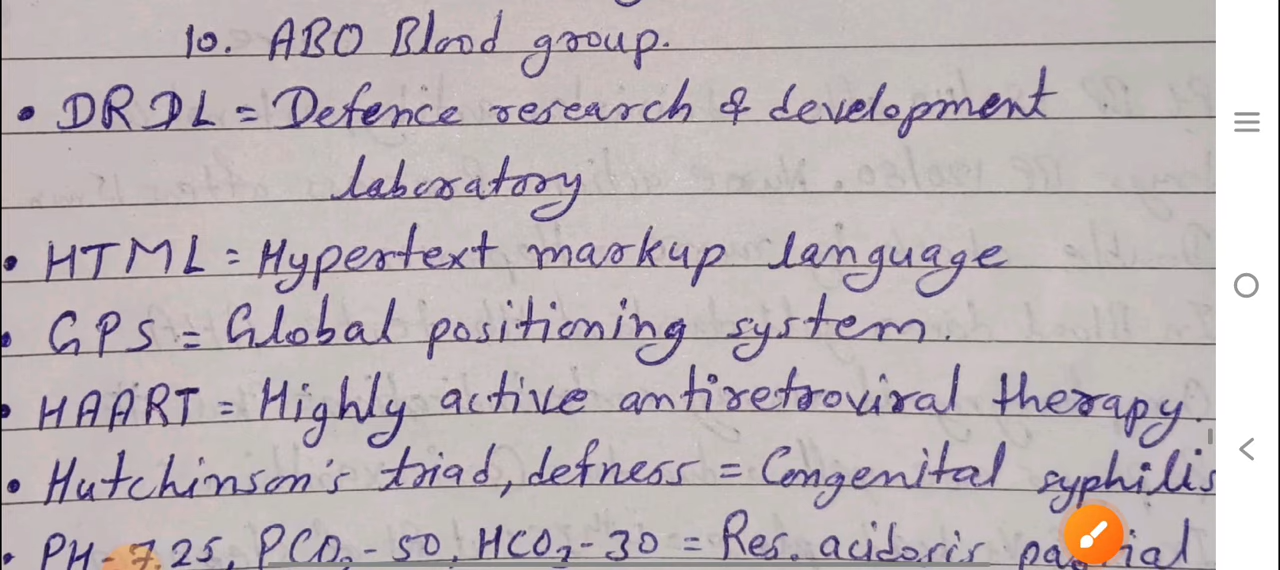 10. ABO Blood group.
• DRDL = Defence research & development
laboratory
• HTML = Hypertext markup language
• GPS = Global positioning system.
• HAART = Highly active antiretroviral therapy.
• Hutchinson's triad, defness = Congenital syphilis
• PH - 7.25, PCO2 - 50, HCO3 - 30 = Res. acidosis